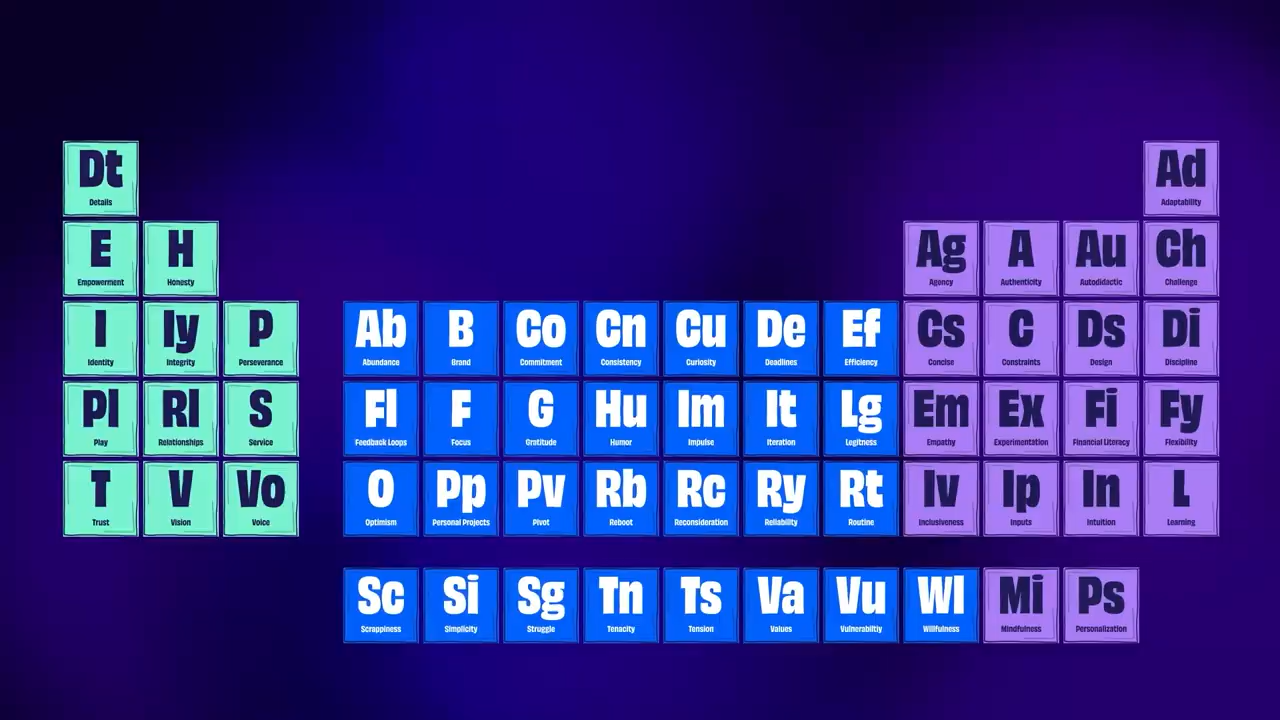 Dt Ad
Details Adaptability
E H Ag A Au Ch
Empowerment Honesty Agency Authenticity Autodidactic Challenge
I Iy P Ab B Co Cn Cu De Ef Cs C Ds Di
Identity Integrity Perseverance Abundance Brand Commitment Consistency Curiosity Deadlines Efficiency Concise Constraints Design Discipline
Pl Rl S Fl F G Hu Im It Lg Em Ex Fi Fy
Play Relationships Service Feedback Loops Focus Gratitude Humor Impulse Iteration Legitness Empathy Experimentation Financial Literacy Flexibility
T V Vo O Pp Pv Rb Rc Ry Rt Iv Ip In L
Trust Vision Voice Optimism Personal Projects Pivot Reboot Reconsideration Reliability Routine Inclusiveness Inputs Intuition Learning
Sc Si Sg Tn Ts Va Vu Wl Mi Ps
Scrappiness Simplicity Struggle Tenacity Tension Values Vulnerabiltiy Willfulness Mindfulness Personalization